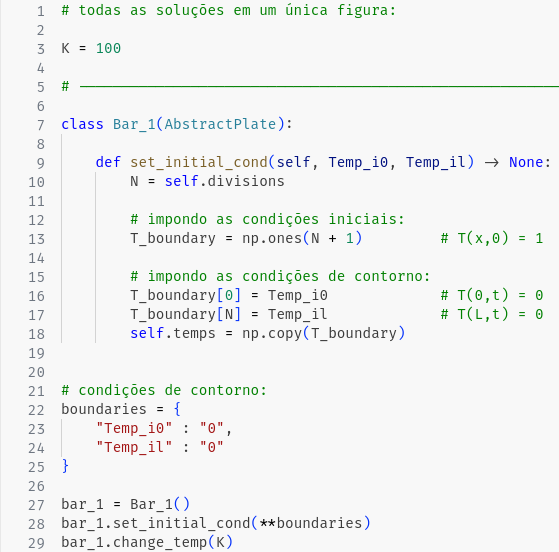 1 # todas as soluções em um única figura:
2
3 K = 100
4
5 # ————————————————————————————————
6
7 class Bar_1(AbstractPlate):
8
9     def set_initial_cond(self, Temp_i0, Temp_il) → None:
10         N = self.divisions
11
12         # impondo as condições iniciais:
13         T_boundary = np.ones(N + 1)         # T(x,0) = 1
14
15         # impondo as condições de contorno:
16         T_boundary[0] = Temp_i0             # T(0,t) = 0
17         T_boundary[N] = Temp_il             # T(L,t) = 0
18         self.temps = np.copy(T_boundary)
19
20
21 # condições de contorno:
22 boundaries = {
23     "Temp_i0" : "0",
24     "Temp_il" : "0"
25 }
26
27 bar_1 = Bar_1()
28 bar_1.set_initial_cond(**boundaries)
29 bar_1.change_temp(K)